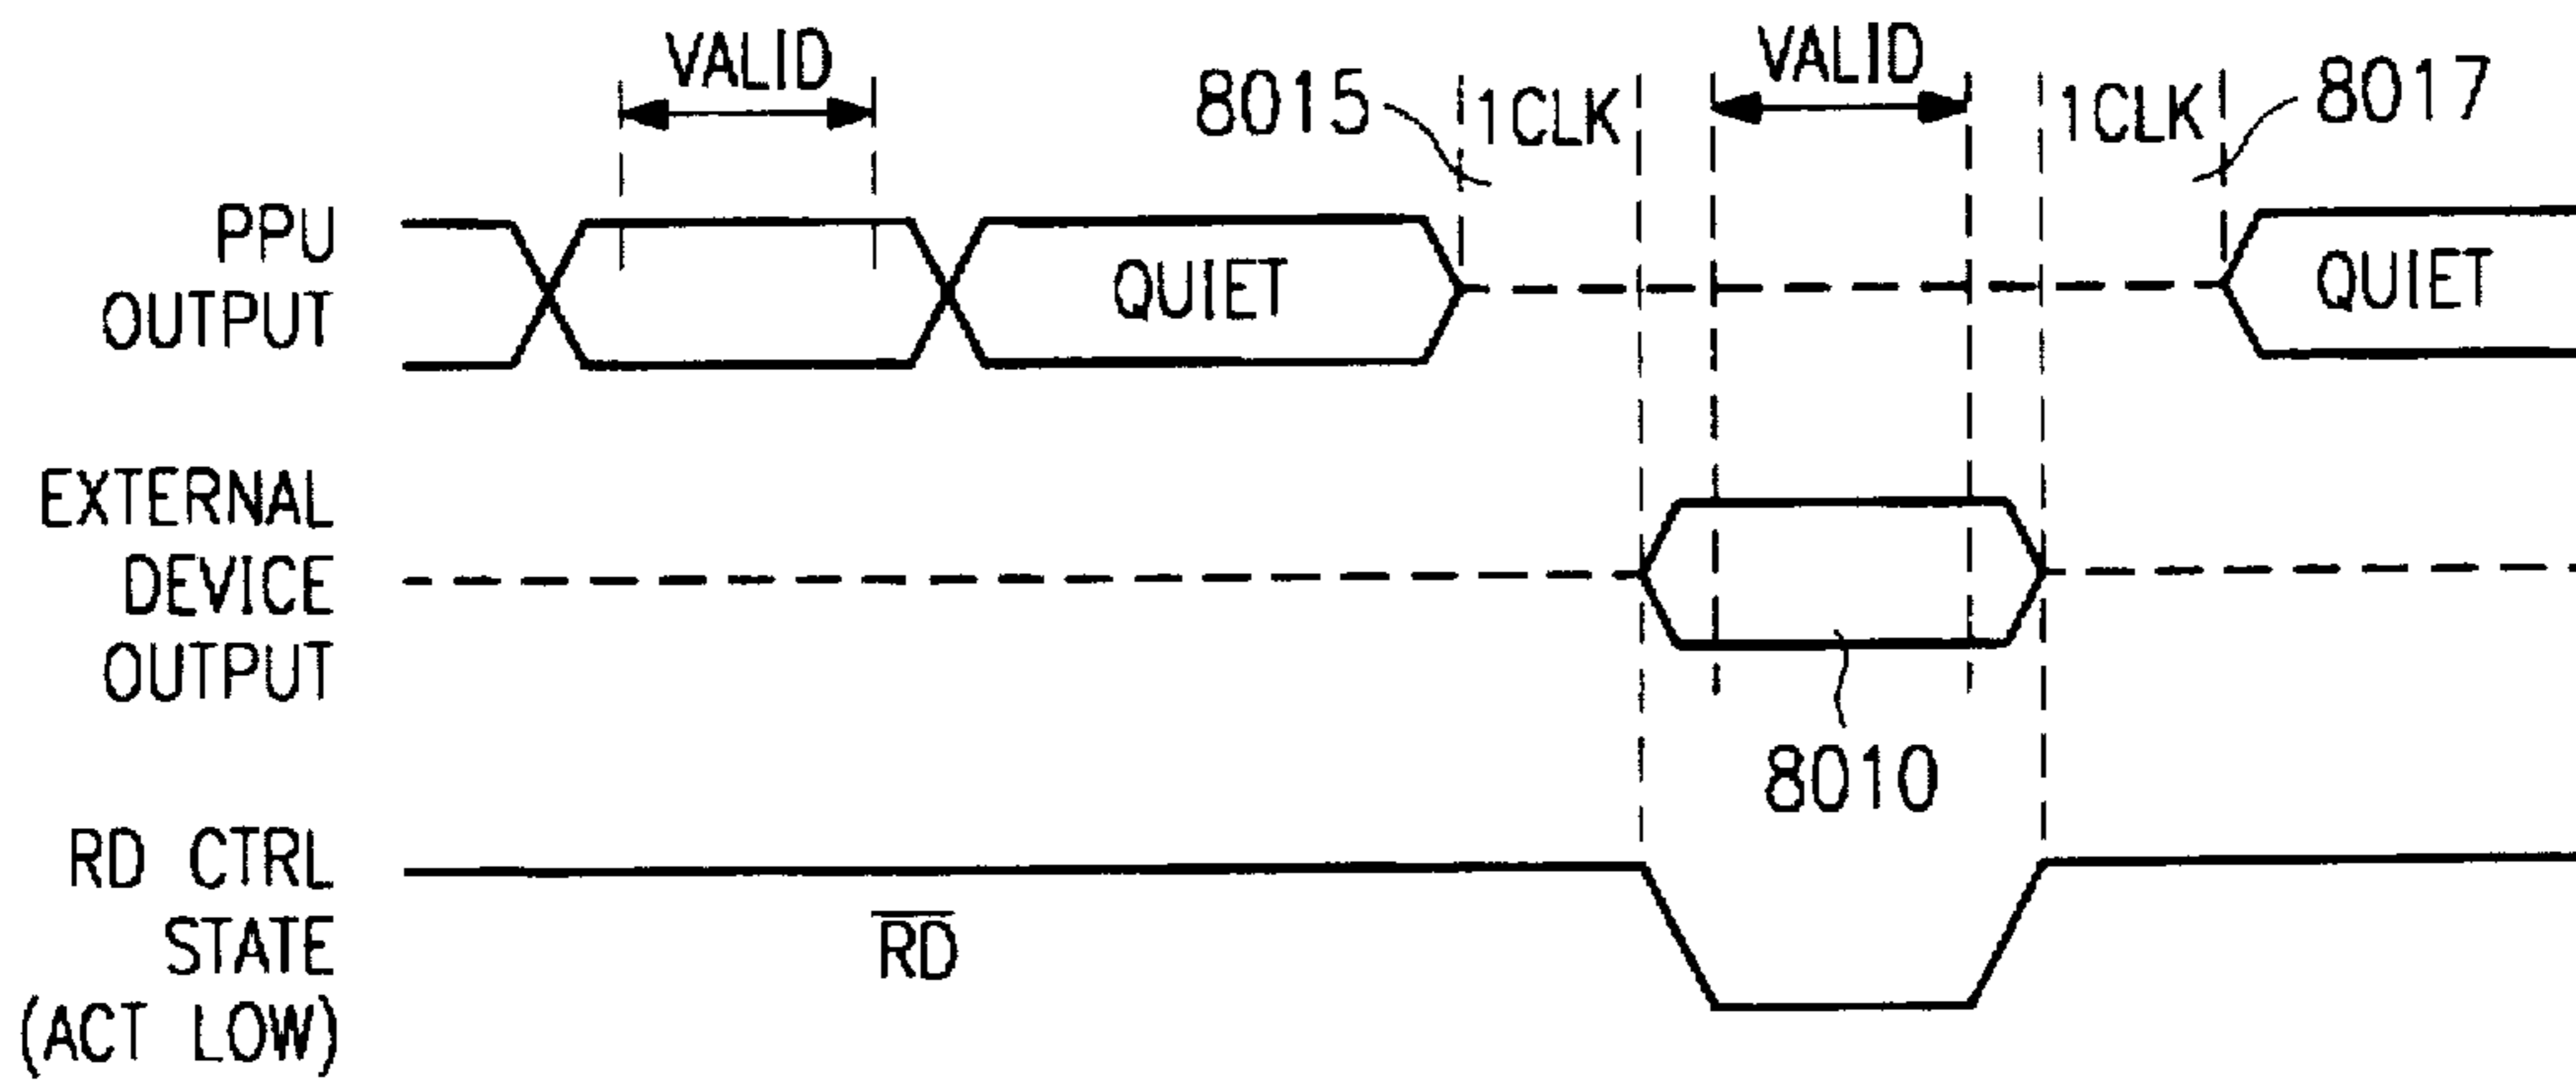 VALID
VALID
8015
1CLK
1CLK
8017
PPU
OUTPUT
QUIET
QUIET
EXTERNAL
DEVICE
OUTPUT
8010
RD CTRL
STATE
(ACT LOW)
R̅D̅